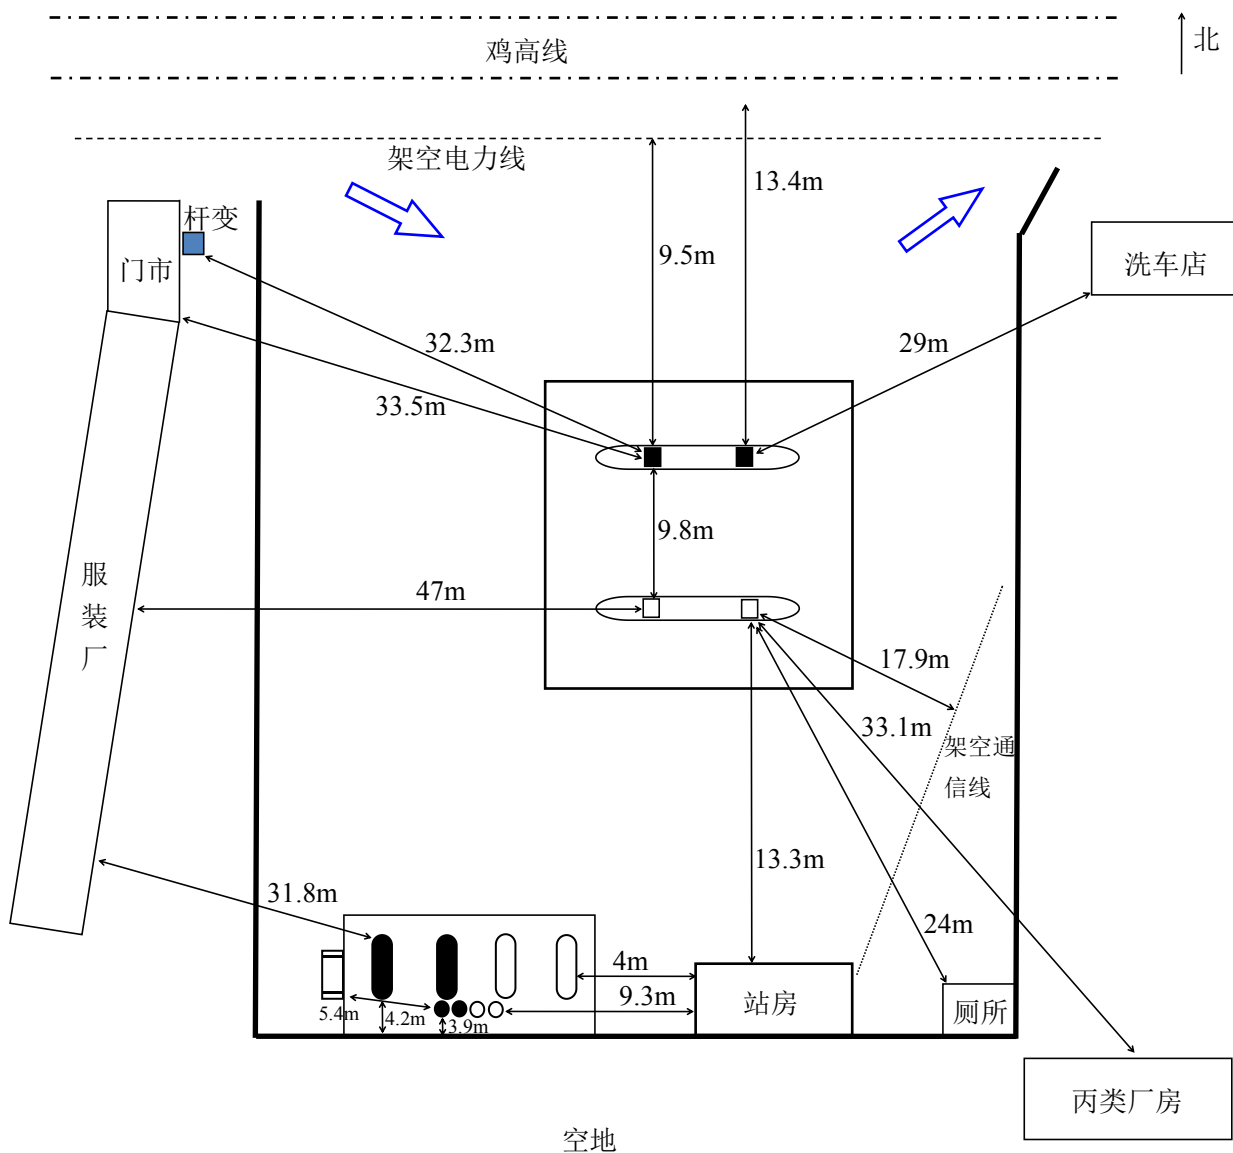 鸡高线
北
架空电力线
13.4m
杆变
9.5m
门市
洗车店
32.3m
29m
33.5m
9.8m
服
装
厂
47m
17.9m
33.1m
架空通
信线
13.3m
31.8m
24m
4m
9.3m
站房
厕所
5.4m
4.2m
3.9m
丙类厂房
空地